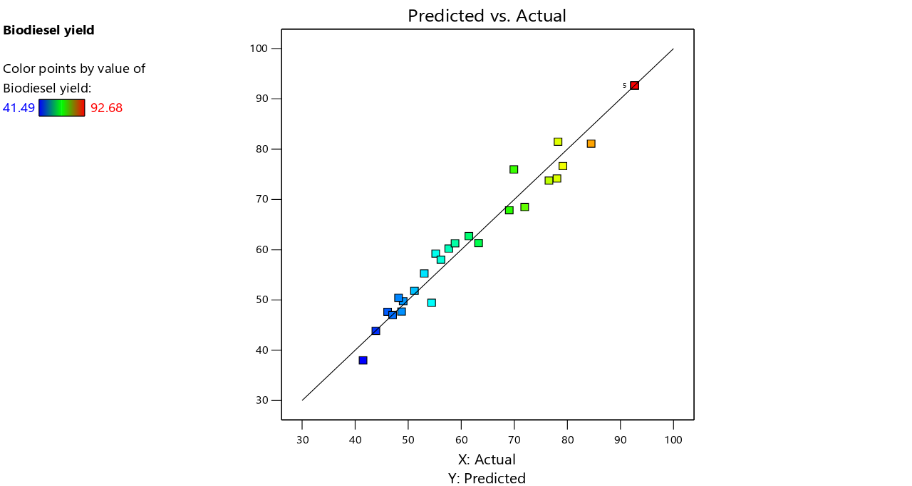 Predicted vs. Actual
Biodiesel yield
Color points by value of
Biodiesel yield:
41.49 92.68
100
90
80
70
60
50
40
30
5
30 40 50 60 70 80 90 100
X: Actual
Y: Predicted